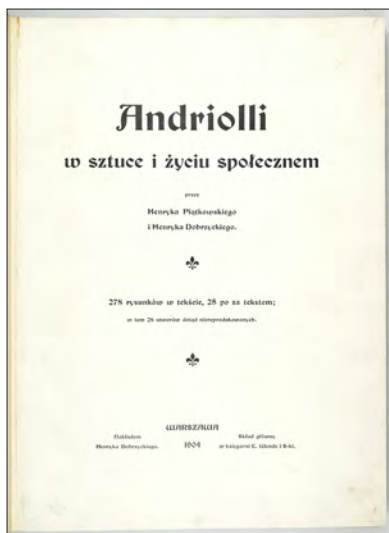 Andriolli
w sztuce i życiu społecznem
przez
Henryka Piątkowskiego
i Henryka Dobrzyckiego.
278 rysunków w tekście, 28 po za tekstem;
w tem 26 utworów dotąd niereprodukowanych.
WARSZAWA
Nakładem Skład główny
Henryka Dobrzyckiego. 1904 w księgarni E. Wende i S-ki.